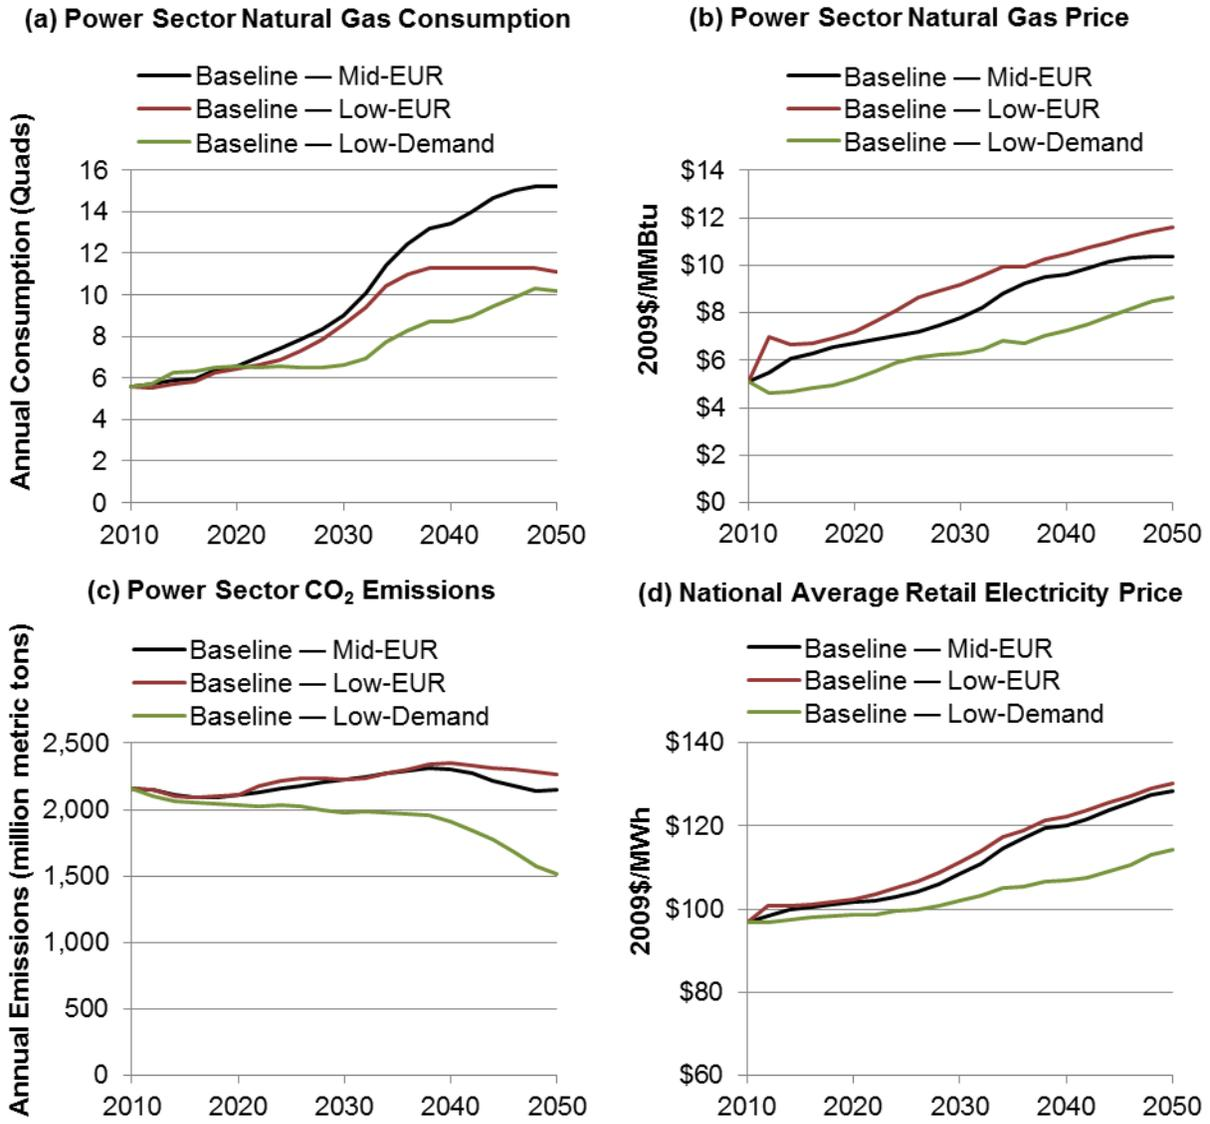 (a) Power Sector Natural Gas Consumption
Baseline — Mid-EUR
Baseline — Low-EUR
Baseline — Low-Demand
Annual Consumption (Quads)
16
14
12
10
8
6
4
2
0
2010 2020 2030 2040 2050
(b) Power Sector Natural Gas Price
Baseline — Mid-EUR
Baseline — Low-EUR
Baseline — Low-Demand
2009$/MMBtu
$14
$12
$10
$8
$6
$4
$2
$0
2010 2020 2030 2040 2050
(c) Power Sector CO₂ Emissions
Baseline — Mid-EUR
Baseline — Low-EUR
Baseline — Low-Demand
Annual Emissions (million metric tons)
2,500
2,000
1,500
1,000
500
0
2010 2020 2030 2040 2050
(d) National Average Retail Electricity Price
Baseline — Mid-EUR
Baseline — Low-EUR
Baseline — Low-Demand
2009$/MWh
$140
$120
$100
$80
$60
2010 2020 2030 2040 2050